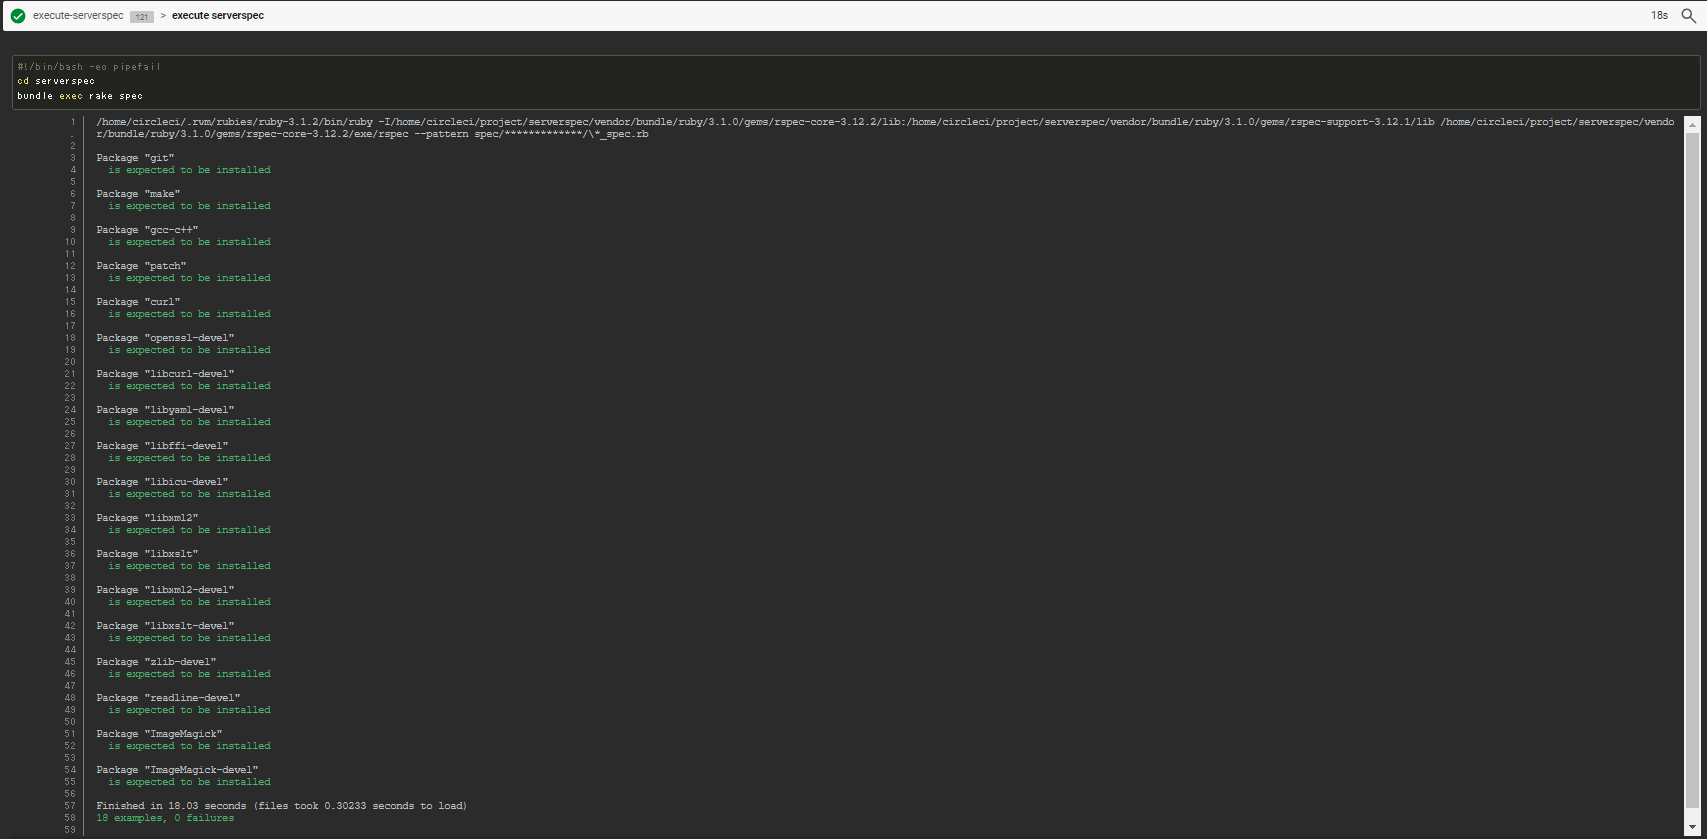 execute-serverspec 121 > execute serverspec 18s
#!/bin/bash -eo pipefail
cd serverspec
bundle exec rake spec
1 /home/circleci/.rvm/rubies/ruby-3.1.2/bin/ruby -I/home/circleci/project/serverspec/vendor/bundle/ruby/3.1.0/gems/rspec-core-3.12.2/lib:/home/circleci/project/serverspec/vendor/bundle/ruby/3.1.0/gems/rspec-support-3.12.1/lib /home/circleci/project/serverspec/vendo
. r/bundle/ruby/3.1.0/gems/rspec-core-3.12.2/exe/rspec --pattern spec/*************/\*_spec.rb
2
3 Package "git"
4 is expected to be installed
5
6 Package "make"
7 is expected to be installed
8
9 Package "gcc-c++"
10 is expected to be installed
11
12 Package "patch"
13 is expected to be installed
14
15 Package "curl"
16 is expected to be installed
17
18 Package "openssl-devel"
19 is expected to be installed
20
21 Package "libcurl-devel"
22 is expected to be installed
23
24 Package "libyaml-devel"
25 is expected to be installed
26
27 Package "libffi-devel"
28 is expected to be installed
29
30 Package "libicu-devel"
31 is expected to be installed
32
33 Package "libxml2"
34 is expected to be installed
35
36 Package "libxslt"
37 is expected to be installed
38
39 Package "libxml2-devel"
40 is expected to be installed
41
42 Package "libxslt-devel"
43 is expected to be installed
44
45 Package "zlib-devel"
46 is expected to be installed
47
48 Package "readline-devel"
49 is expected to be installed
50
51 Package "ImageMagick"
52 is expected to be installed
53
54 Package "ImageMagick-devel"
55 is expected to be installed
56
57 Finished in 18.03 seconds (files took 0.30233 seconds to load)
58 18 examples, 0 failures
59